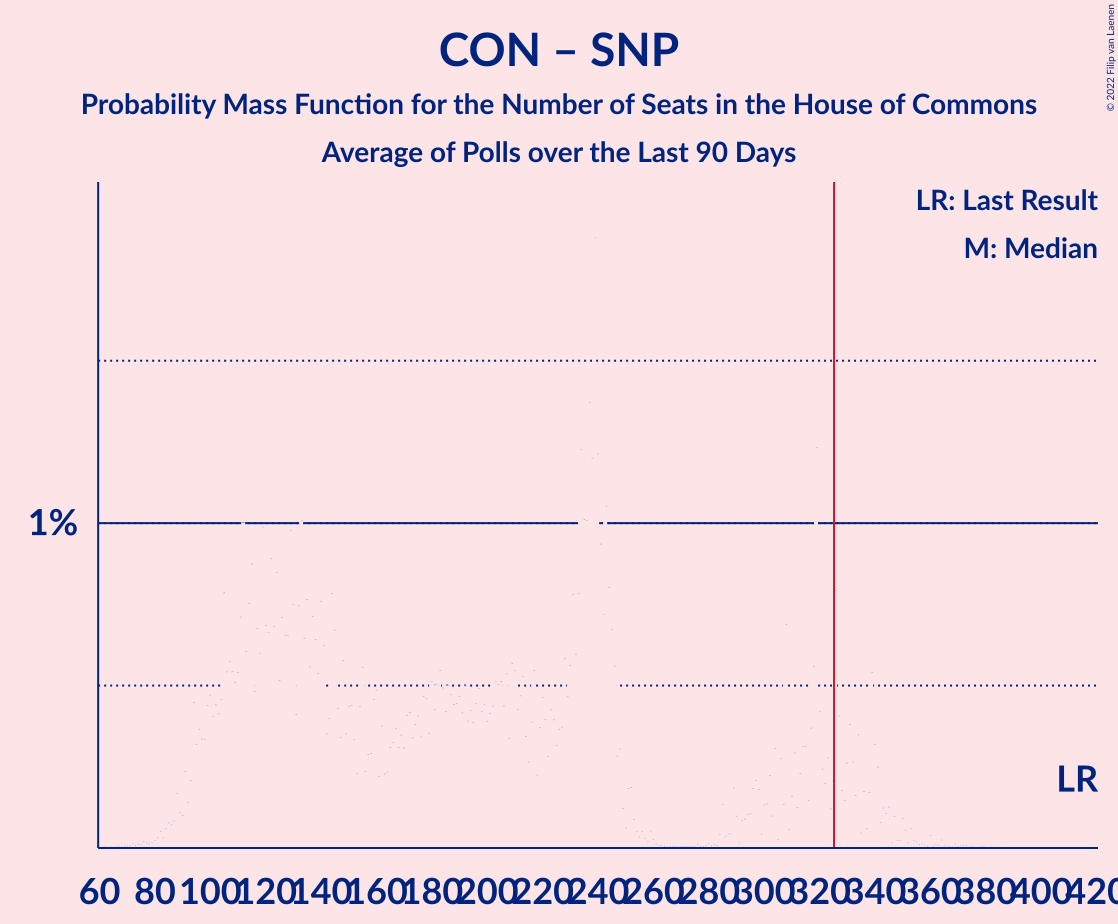 CON – SNP
Probability Mass Function for the Number of Seats in the House of Commons
Average of Polls over the Last 90 Days
© 2022 Filip van Laenen
LR: Last Result
M: Median
1%
LR
60 80 100 120 140 160 180 200 220 240 260 280 300 320 340 360 380 400 420